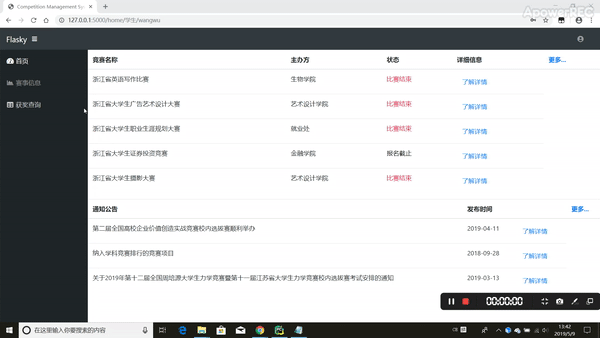 Competition-Management Sy
ApowerREC
127.0.0.1:5000/home/学生/wangwu
Flasky
首页
赛事信息
获奖查询
竞赛名称 主办方 状态 详细信息 更多...
浙江省英语写作比赛 生物学院 比赛结束 了解详情
浙江省大学生广告艺术设计大赛 艺术设计学院 比赛结束 了解详情
浙江省大学生职业生涯规划大赛 就业处 比赛结束 了解详情
浙江省大学生证券投资竞赛 金融学院 报名截止 了解详情
浙江省大学生摄影大赛 艺术设计学院 比赛结束 了解详情
通知公告 发布时间 更多...
第二届全国高校企业价值创造实战竞赛校内选拔赛顺利举办 2019-04-11 了解详情
纳入学科竞赛排行的竞赛项目 2018-09-28 了解详情
关于2019年第十二届全国周培源大学生力学竞赛暨第十一届江苏省大学生力学竞赛校内选拔赛考试安排的通知 2019-03-13 了解详情
00:00:00
在这里输入你要搜索的内容
13:42
2019/5/9